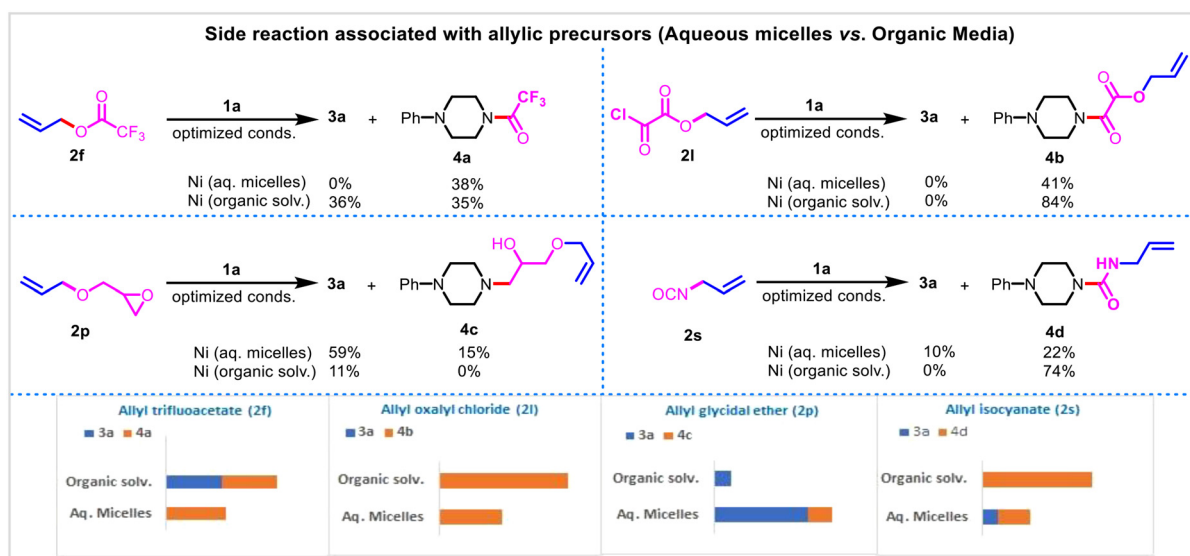 Side reaction associated with allylic precursors (Aqueous micelles vs. Organic Media)
O
O
CF3
2f
1a
optimized conds.
3a +
Ph
N
N
CF3
O
4a
Ni (aq. micelles) 0% 38%
Ni (organic solv.) 36% 35%
Cl
O
O
O
2l
1a
optimized conds.
3a +
Ph
N
N
O
O
O
4b
Ni (aq. micelles) 0% 41%
Ni (organic solv.) 0% 84%
O
O
2p
1a
optimized conds.
3a +
Ph
N
N
HO
O
4c
Ni (aq. micelles) 59% 15%
Ni (organic solv.) 11% 0%
OCN
2s
1a
optimized conds.
3a +
Ph
N
N
HN
O
4d
Ni (aq. micelles) 10% 22%
Ni (organic solv.) 0% 74%
Allyl trifluoacetate (2f)
3a 4a
Organic solv.
Aq. Micelles
Allyl oxalyl chloride (2l)
3a 4b
Organic solv.
Aq. Micelles
Allyl glycidal ether (2p)
3a 4c
Organic solv.
Aq. Micelles
Allyl isocyanate (2s)
3a 4d
Organic solv.
Aq. Micelles